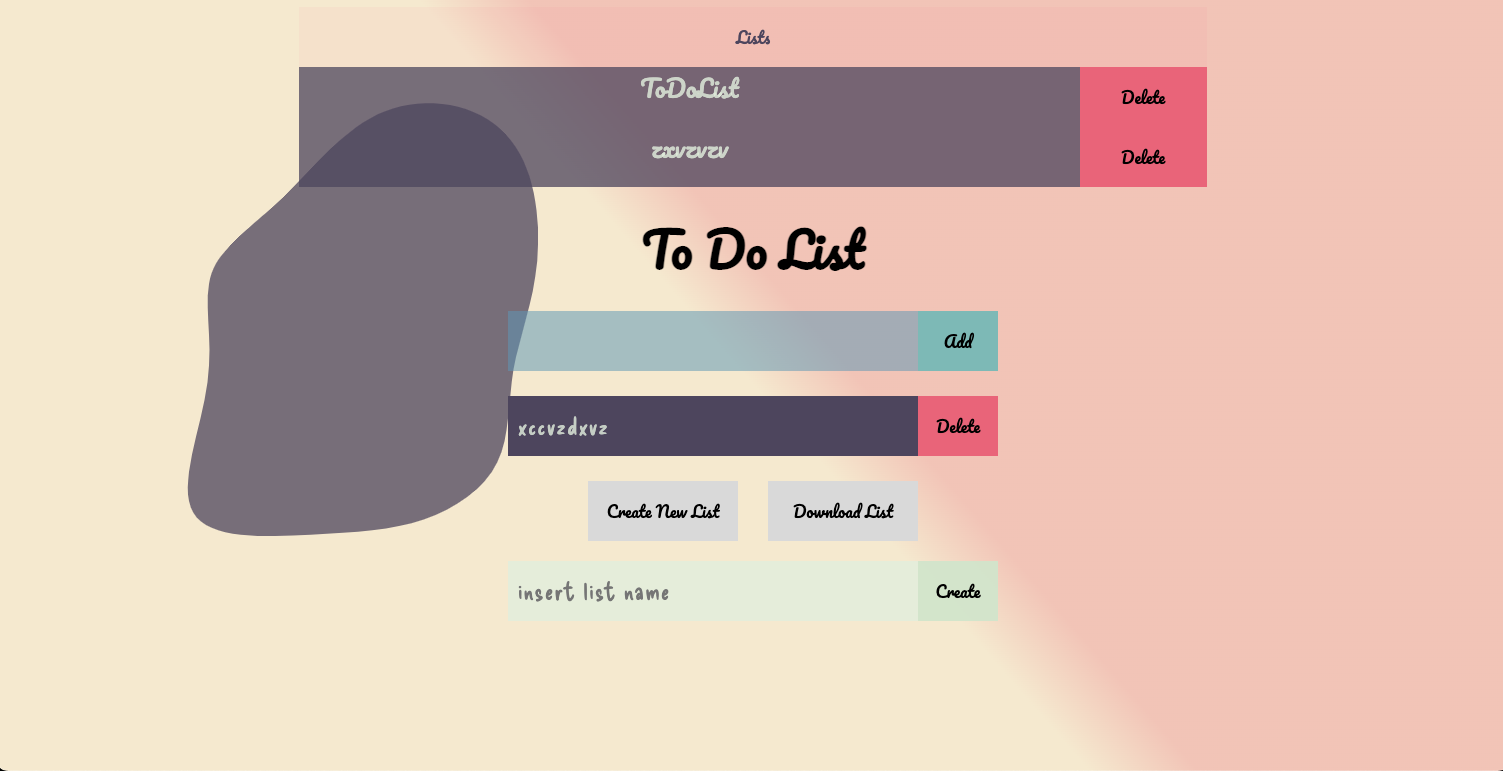 Lists
ToDoList Delete
zxvzvzv Delete
To Do List
Add
xccvzdxvz Delete
Create New List Download List
insert list name Create